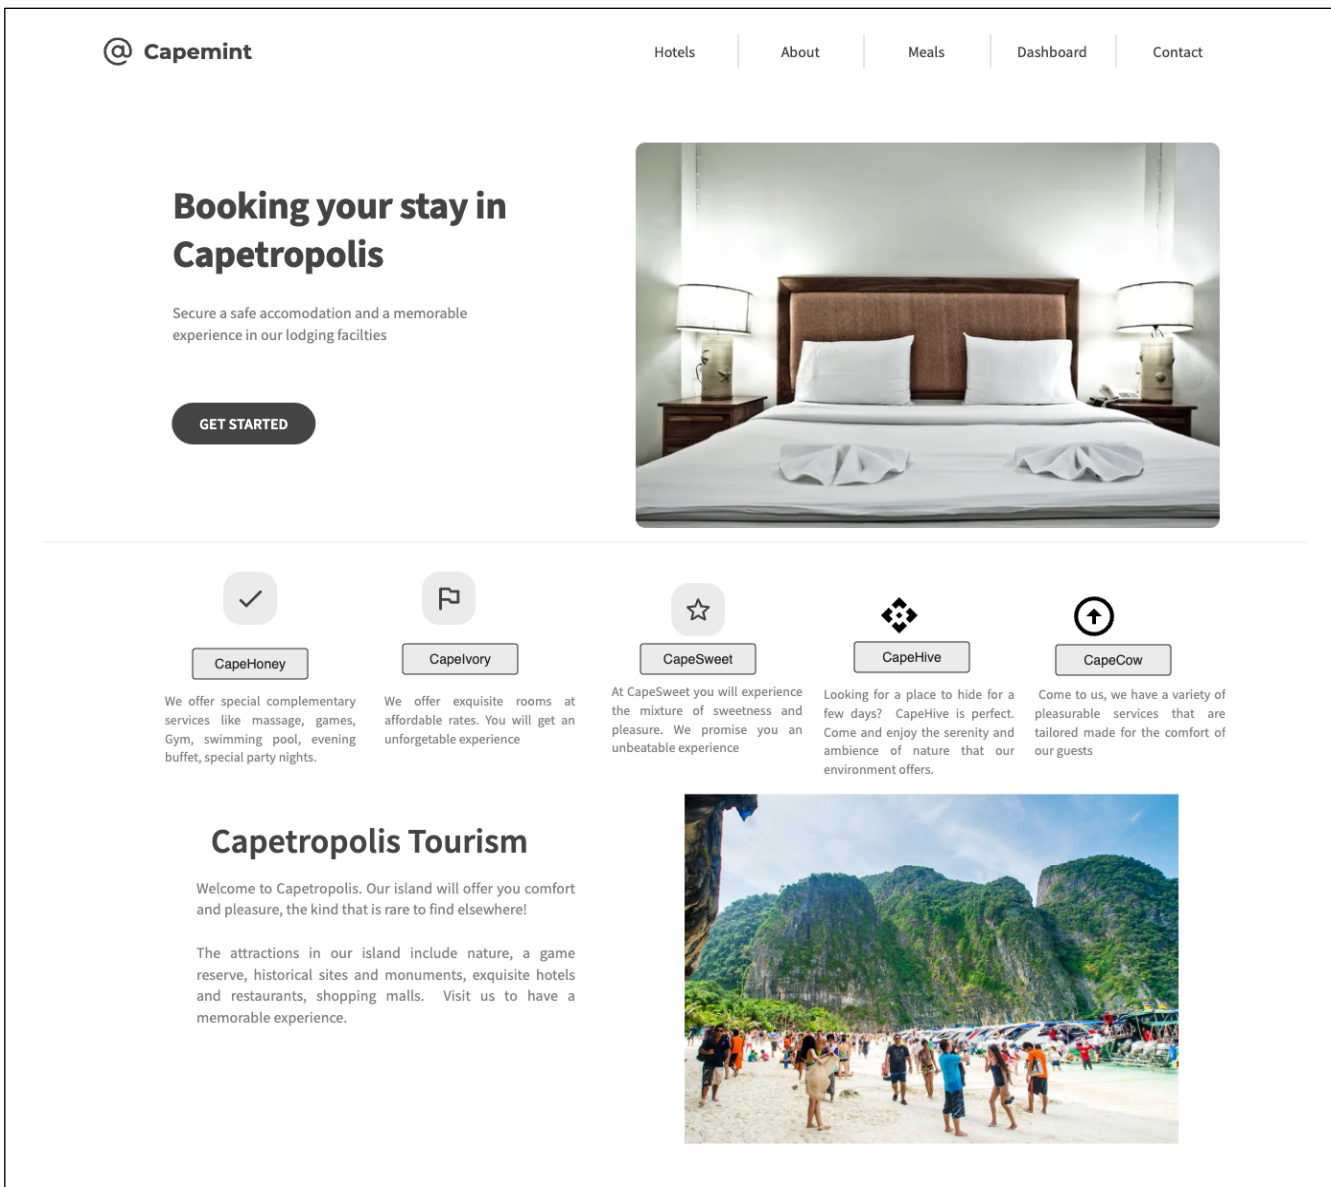 @ Capemint
Hotels
About
Meals
Dashboard
Contact
Booking your stay in
Capetropolis
Secure a safe accomodation and a memorable
experience in our lodging facilties
GET STARTED
CapeHoney
We offer special complementary
services like massage, games,
Gym, swimming pool, evening
buffet, special party nights.
CapeIvory
We offer exquisite rooms at
affordable rates. You will get an
unforgetable experience
CapeSweet
At CapeSweet you will experience
the mixture of sweetness and
pleasure. We promise you an
unbeatable experience
CapeHive
Looking for a place to hide for a
few days? CapeHive is perfect.
Come and enjoy the serenity and
ambience of nature that our
environment offers.
CapeCow
Come to us, we have a variety of
pleasurable services that are
tailored made for the comfort of
our guests
Capetropolis Tourism
Welcome to Capetropolis. Our island will offer you comfort
and pleasure, the kind that is rare to find elsewhere!
The attractions in our island include nature, a game
reserve, historical sites and monuments, exquisite hotels
and restaurants, shopping malls. Visit us to have a
memorable experience.